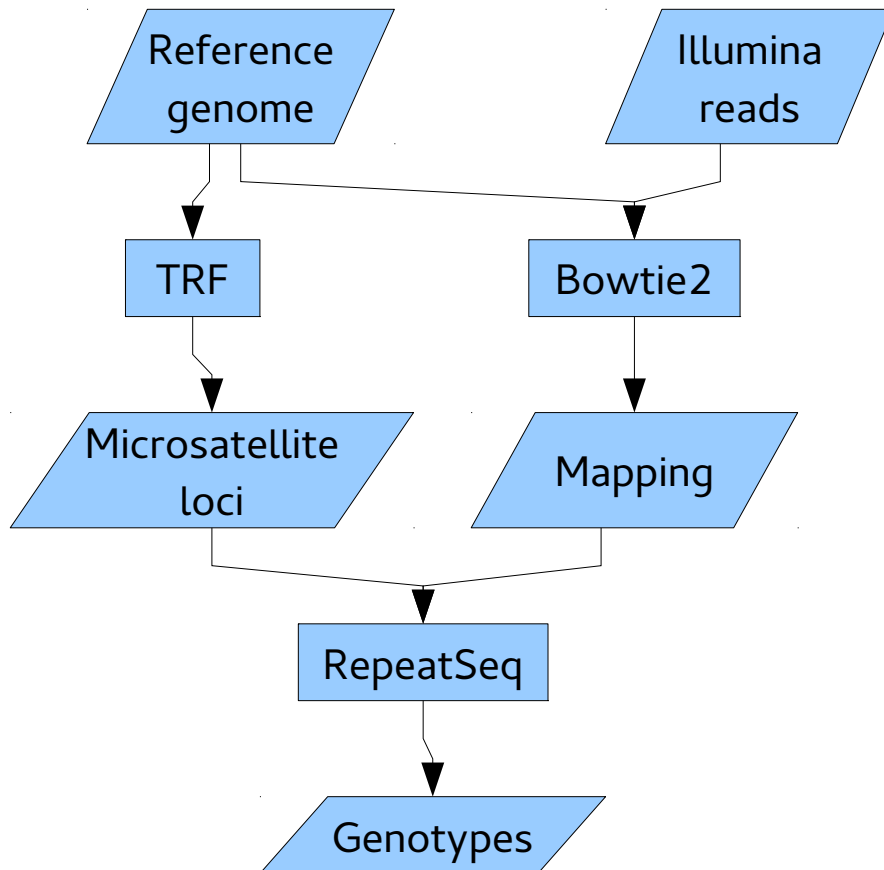 Reference
genome
Illumina
reads
TRF
Bowtie2
Microsatellite
loci
Mapping
RepeatSeq
Genotypes